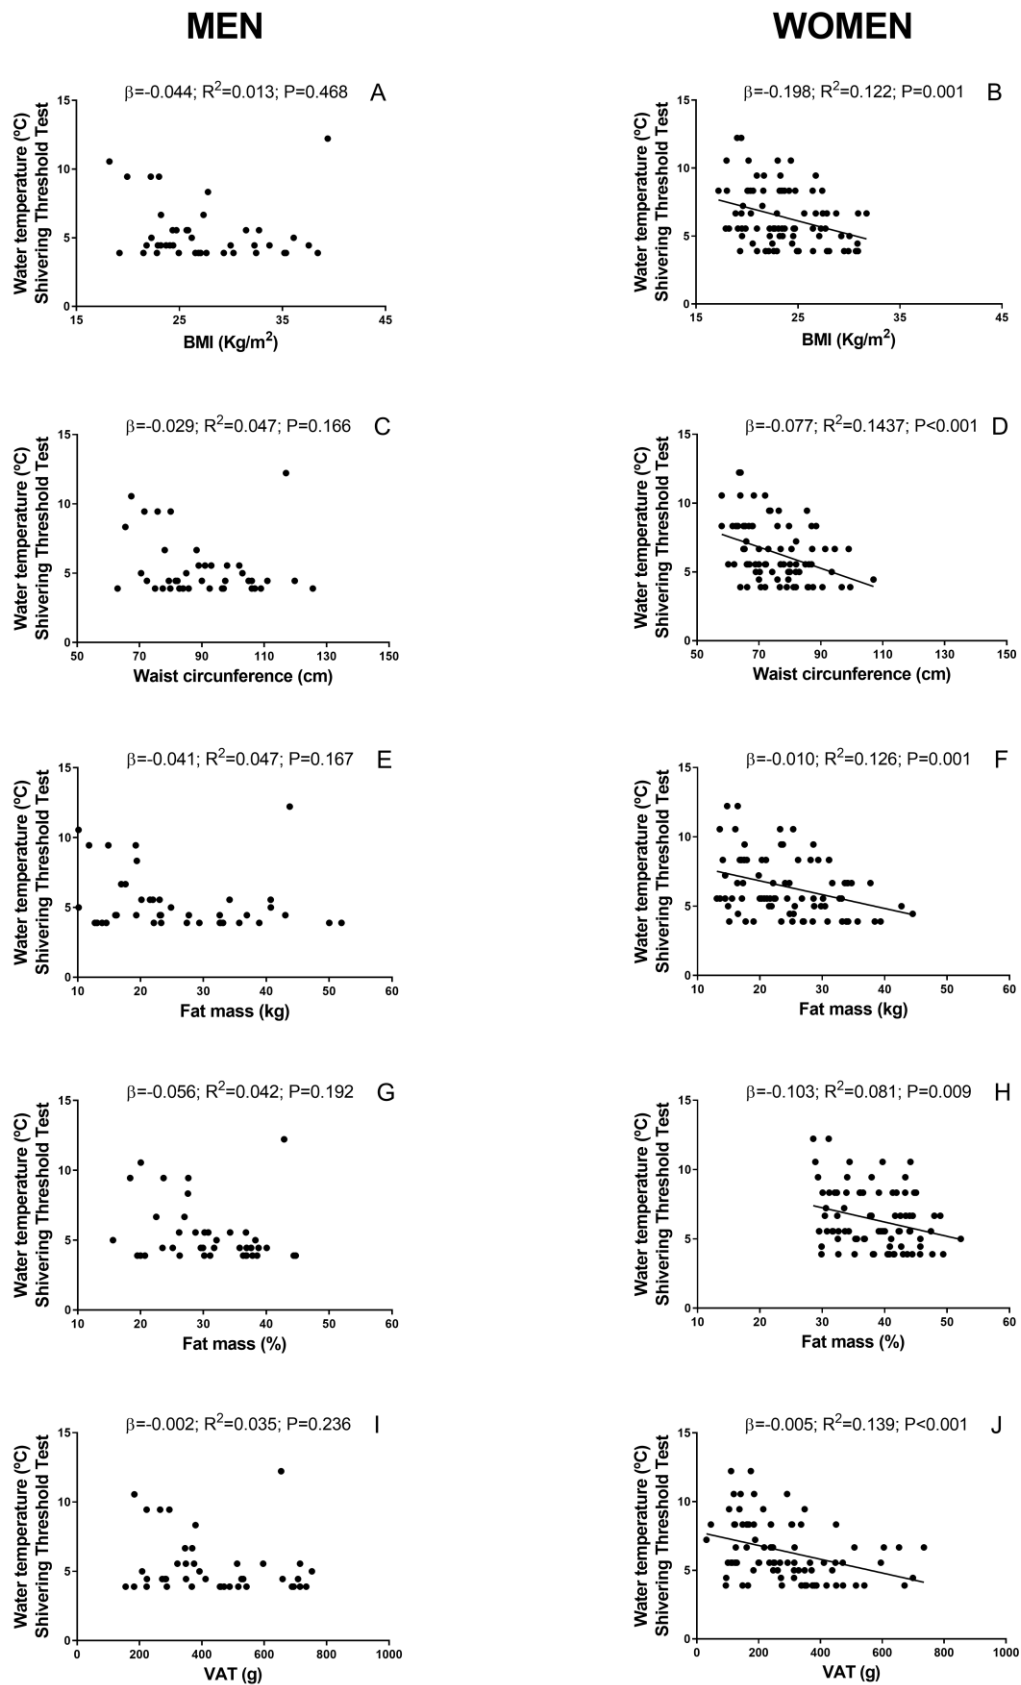 MEN
WOMEN
β=-0.044; R²=0.013; P=0.468 A
15
10
5
0
Water temperature (ºC)
Shivering Threshold Test
15 25 35 45
BMI (Kg/m²)
β=-0.198; R²=0.122; P=0.001 B
15
10
5
0
Water temperature (ºC)
Shivering Threshold Test
15 25 35 45
BMI (Kg/m²)
β=-0.029; R²=0.047; P=0.166 C
15
10
5
0
Water temperature (ºC)
Shivering Threshold Test
50 70 90 110 130 150
Waist circunference (cm)
β=-0.077; R²=0.1437; P<0.001 D
15
10
5
0
Water temperature (ºC)
Shivering Threshold Test
50 70 90 110 130 150
Waist circunference (cm)
β=-0.041; R²=0.047; P=0.167 E
15
10
5
0
Water temperature (ºC)
Shivering Threshold Test
10 20 30 40 50 60
Fat mass (kg)
β=-0.010; R²=0.126; P=0.001 F
15
10
5
0
Water temperature (ºC)
Shivering Threshold Test
10 20 30 40 50 60
Fat mass (kg)
β=-0.056; R²=0.042; P=0.192 G
15
10
5
0
Water temperature (ºC)
Shivering Threshold Test
10 20 30 40 50 60
Fat mass (%)
β=-0.103; R²=0.081; P=0.009 H
15
10
5
0
Water temperature (ºC)
Shivering Threshold Test
10 20 30 40 50 60
Fat mass (%)
β=-0.002; R²=0.035; P=0.236 I
15
10
5
0
Water temperature (ºC)
Shivering Threshold Test
0 200 400 600 800 1000
VAT (g)
β=-0.005; R²=0.139; P<0.001 J
15
10
5
0
Water temperature (ºC)
Shivering Threshold Test
0 200 400 600 800 1000
VAT (g)